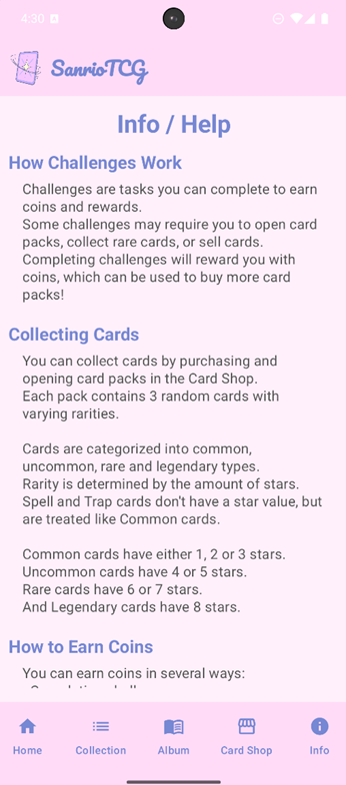 4:30
SanrioTCG
Info / Help
How Challenges Work
Challenges are tasks you can complete to earn
coins and rewards.
Some challenges may require you to open card
packs, collect rare cards, or sell cards.
Completing challenges will reward you with
coins, which can be used to buy more card
packs!
Collecting Cards
You can collect cards by purchasing and
opening card packs in the Card Shop.
Each pack contains 3 random cards with
varying rarities.
Cards are categorized into common,
uncommon, rare and legendary types.
Rarity is determined by the amount of stars.
Spell and Trap cards don't have a star value, but
are treated like Common cards.
Common cards have either 1, 2 or 3 stars.
Uncommon cards have 4 or 5 stars.
Rare cards have 6 or 7 stars.
And Legendary cards have 8 stars.
How to Earn Coins
You can earn coins in several ways:
Home
Collection
Album
Card Shop
Info